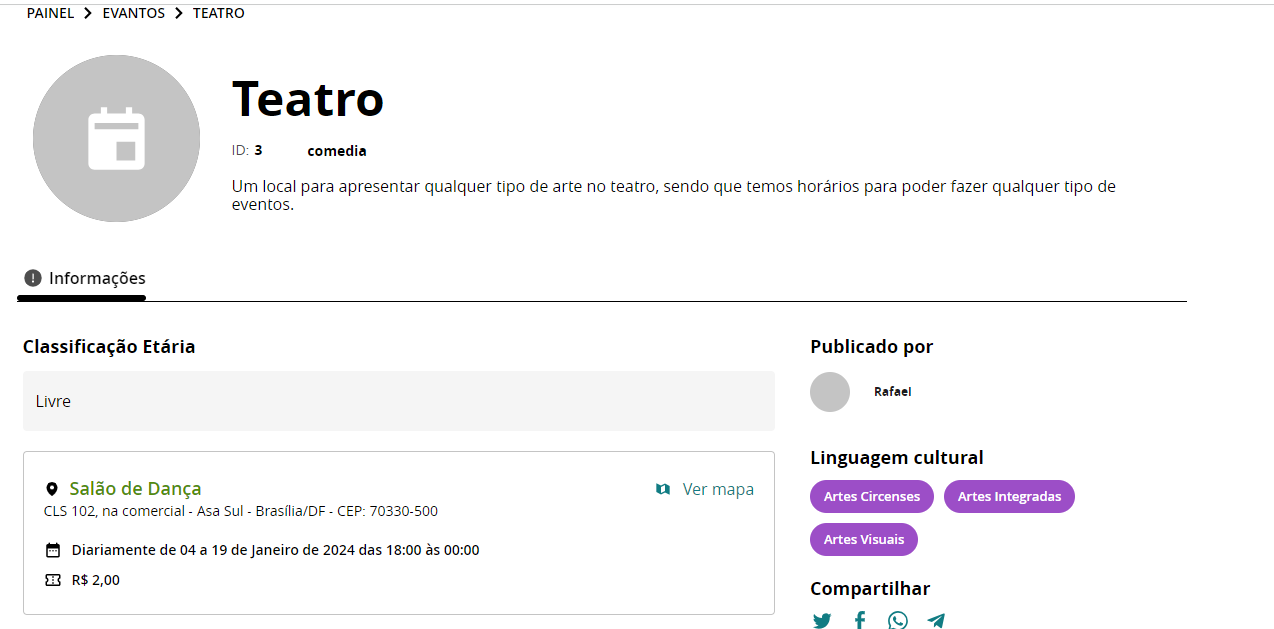 PAINEL > EVANTOS > TEATRO
Teatro
ID: 3 comedia
Um local para apresentar qualquer tipo de arte no teatro, sendo que temos horários para poder fazer qualquer tipo de
eventos.
Informações
Classificação Etária
Livre
Salão de Dança
Ver mapa
CLS 102, na comercial - Asa Sul - Brasília/DF - CEP: 70330-500
Diariamente de 04 a 19 de Janeiro de 2024 das 18:00 às 00:00
R$ 2,00
Publicado por
Rafael
Linguagem cultural
Artes Circenses
Artes Integradas
Artes Visuais
Compartilhar